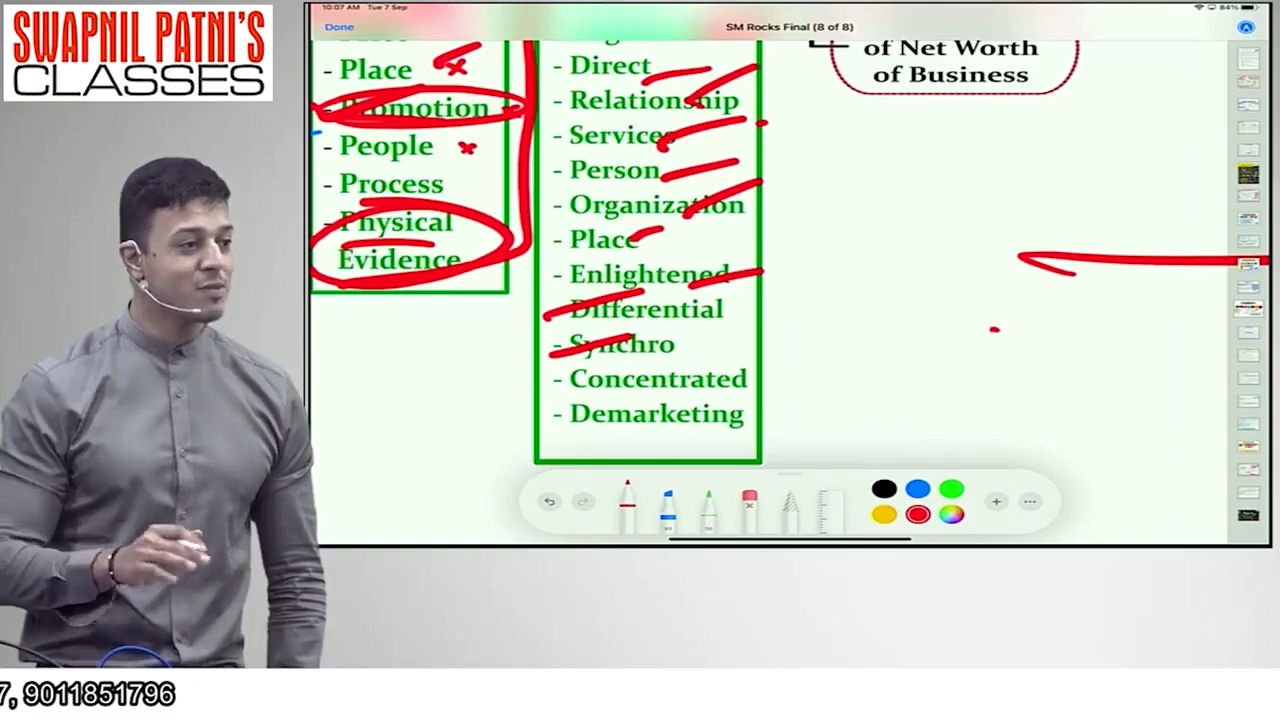 SWAPNIL PATNI'S
CLASSES
10:07 AM Tue 7 Sep
84%
Done
SM Rocks Final (8 of 8)
- Place
- Promotion
- People
- Process
- Physical
Evidence
- Direct
- Relationship
- Services
- Person
- Organization
- Place
- Enlightened
- Differential
- Synchro
- Concentrated
- Demarketing
of Net Worth
of Business
7, 9011851796